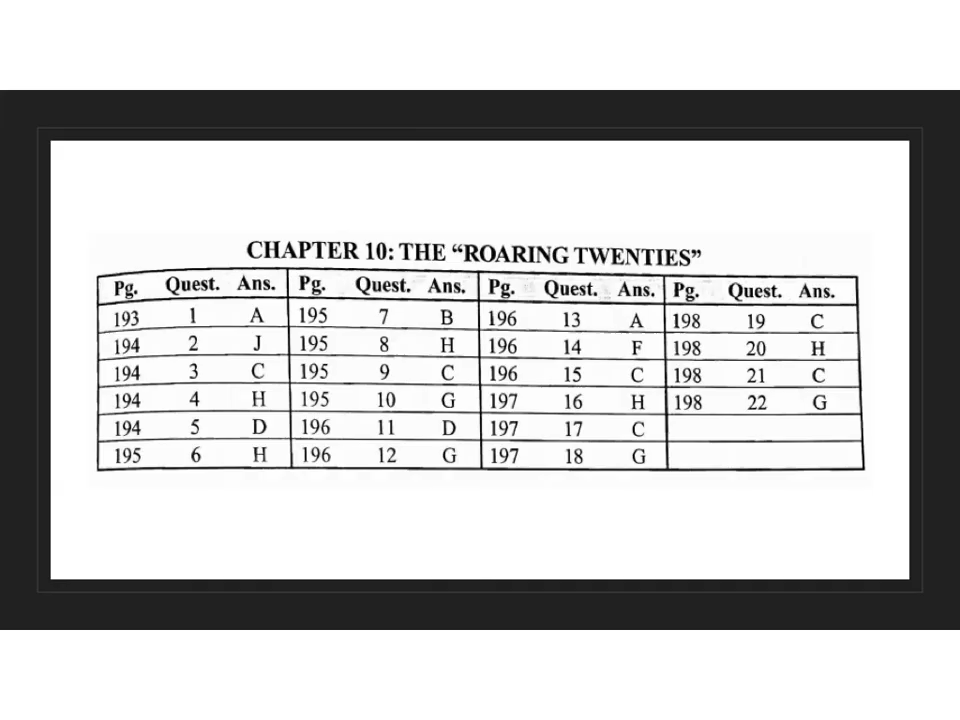 CHAPTER 10: THE “ROARING TWENTIES”
Pg. Quest. Ans. Pg. Quest. Ans. Pg. Quest. Ans. Pg. Quest. Ans.
193 1 A 195 7 B 196 13 A 198 19 C
194 2 J 195 8 H 196 14 F 198 20 H
194 3 C 195 9 C 196 15 C 198 21 C
194 4 H 195 10 G 197 16 H 198 22 G
194 5 D 196 11 D 197 17 C
195 6 H 196 12 G 197 18 G